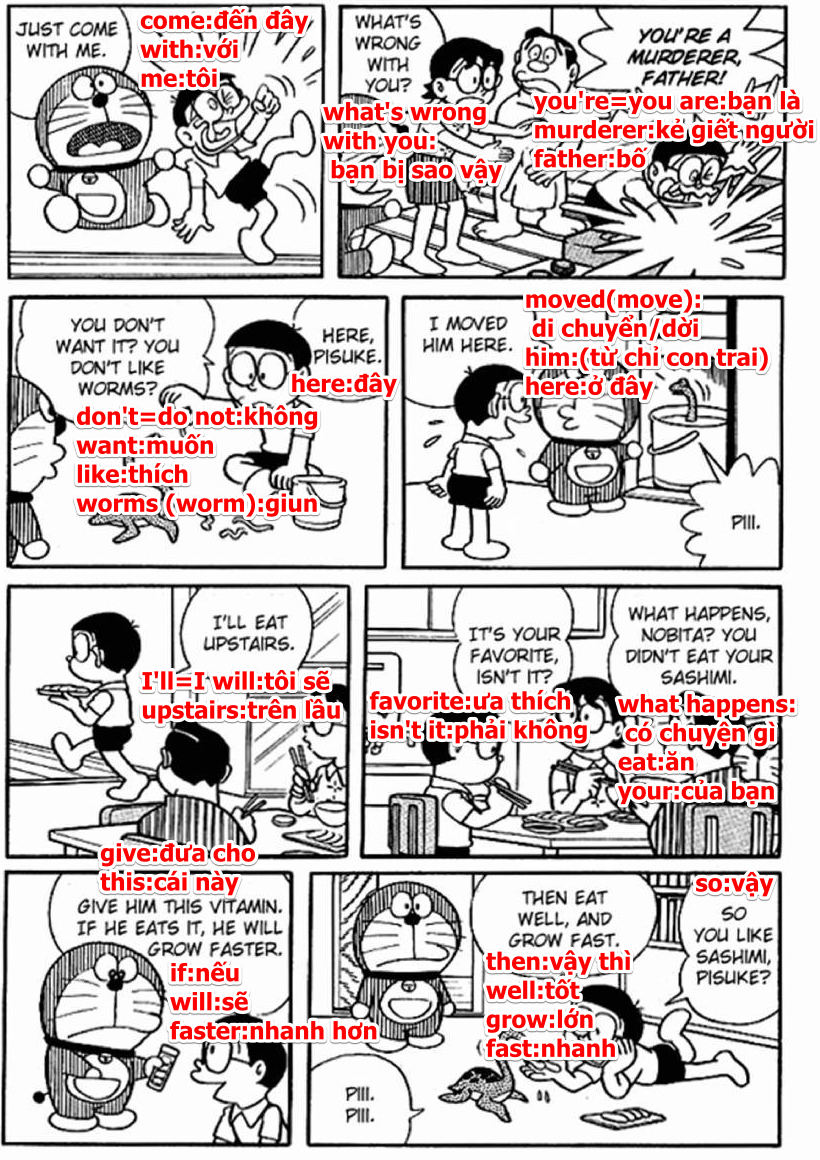 YOU'RE A
MURDERER,
FATHER!
you're=you are:bạn là
murderer:kẻ giết người
father:bố
WHAT'S
WRONG
WITH
YOU?
what's wrong
with you:
bạn bị sao vậy
JUST COME
WITH ME.
come:đến đây
with:với
me:tôi
I MOVED
HIM HERE.
moved(move):
di chuyển/dời
him:(từ chỉ con trai)
here:ở đây
PIII.
HERE,
PISUKE.
here:đây
YOU DON'T
WANT IT? YOU
DON'T LIKE
WORMS?
don't=do not:không
want:muốn
like:thích
worms (worm):giun
WHAT HAPPENS,
NOBITA? YOU
DIDN'T EAT YOUR
SASHIMI.
what happens:
có chuyện gì
eat:ăn
your:của bạn
IT'S YOUR
FAVORITE,
ISN'T IT?
favorite:ưa thích
isn't it:phải không
I'LL EAT
UPSTAIRS.
I'll=I will:tôi sẽ
upstairs:trên lầu
so:vậy
SO
YOU LIKE
SASHIMI,
PISUKE?
THEN EAT
WELL, AND
GROW FAST.
then:vậy thì
well:tốt
grow:lớn
fast:nhanh
PIII.
PIII.
give:đưa cho
this:cái này
GIVE HIM THIS VITAMIN.
IF HE EATS IT, HE WILL
GROW FASTER.
if:nếu
will:sẽ
faster:nhanh hơn